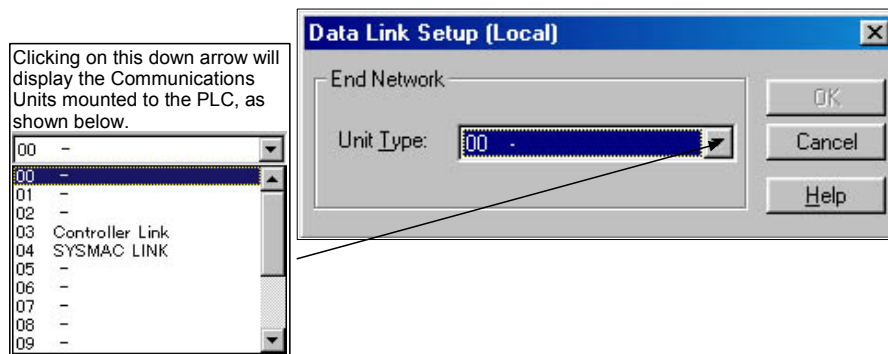 Clicking on this down arrow will
display the Communications
Units mounted to the PLC, as
shown below.
00 -
00 -
01 -
02 -
03 Controller Link
04 SYSMAC LINK
05 -
06 -
07 -
08 -
09 -
Data Link Setup (Local)
End Network
Unit Type:
00 -
OK
Cancel
Help